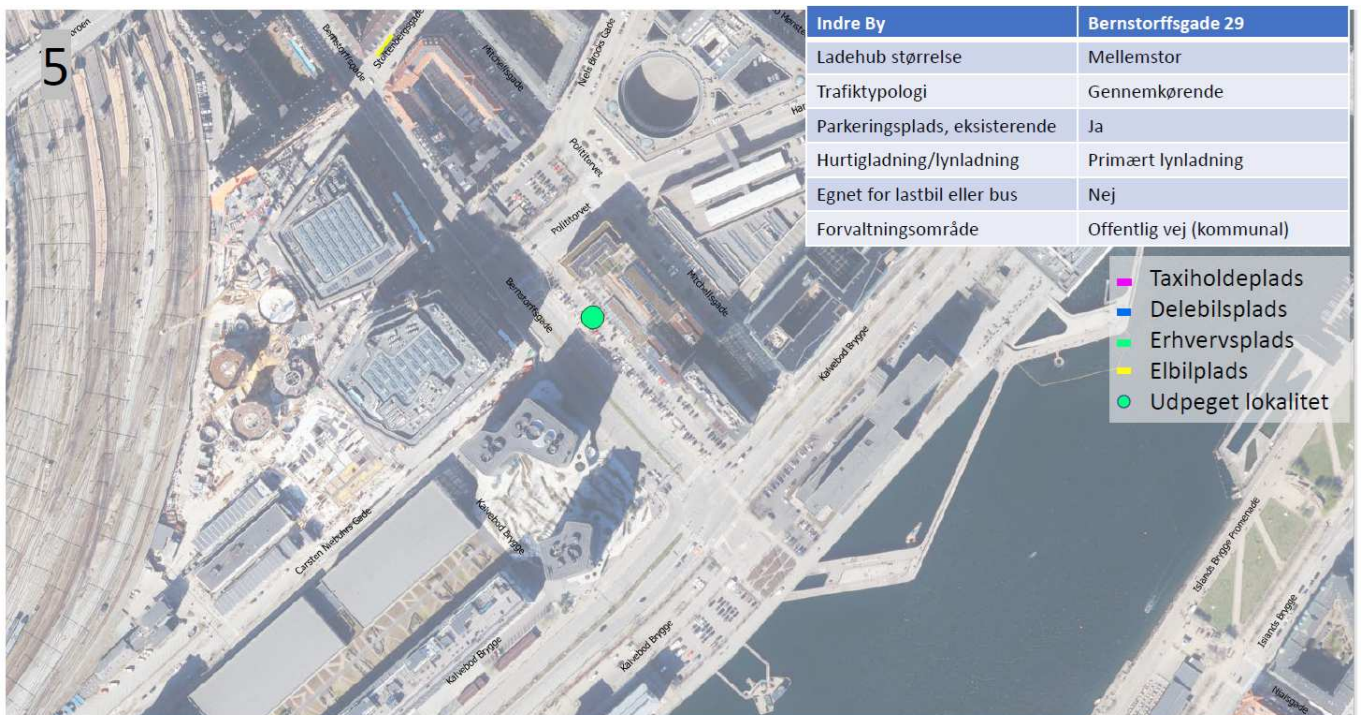 5
Indre By Bernstorffsgade 29
Ladehub størrelse Mellemstor
Trafiktypologi Gennemkørende
Parkeringsplads, eksisterende Ja
Hurtigladning/lynladning Primært lynladning
Egnet for lastbil eller bus Nej
Forvaltningsområde Offentlig vej (kommunal)
Taxiholdeplads
Delebilsplads
Erhvervsplads
Elbilplads
Udpeget lokalitet
Bernstorffsgade
Stoltenbergsgade
Mitchellsgade
Niels Brocks Gade
Polititorvet
Polititorvet
Bernstorffsgade
Mitchellsgade
Kalvebod Brygge
Carsten Niebuhrs Gade
Kalvebod Brygge
Kalvebod Brygge
Kalvebod Brygge
Islands Brygge Promenade
Islands Brygge
Njalsgade